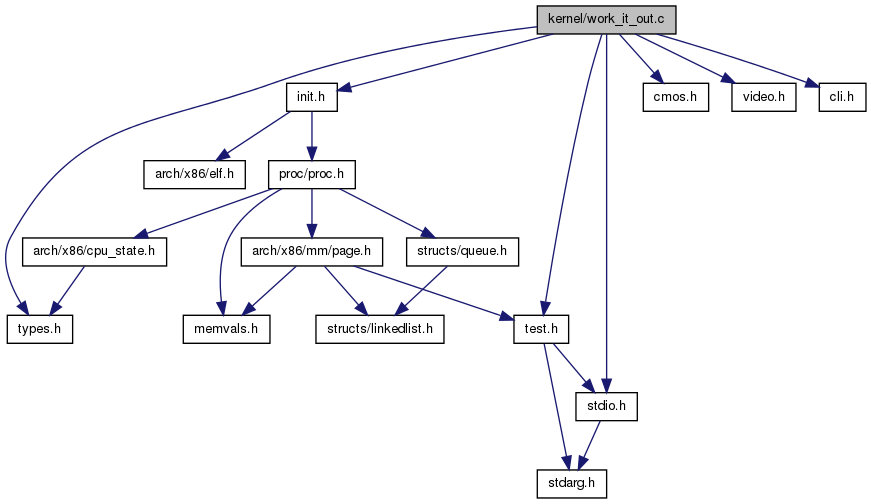 kernel/work_it_out.c
init.h
cmos.h
video.h
cli.h
arch/x86/elf.h
proc/proc.h
arch/x86/cpu_state.h
arch/x86/mm/page.h
structs/queue.h
types.h
memvals.h
structs/linkedlist.h
test.h
stdio.h
stdarg.h